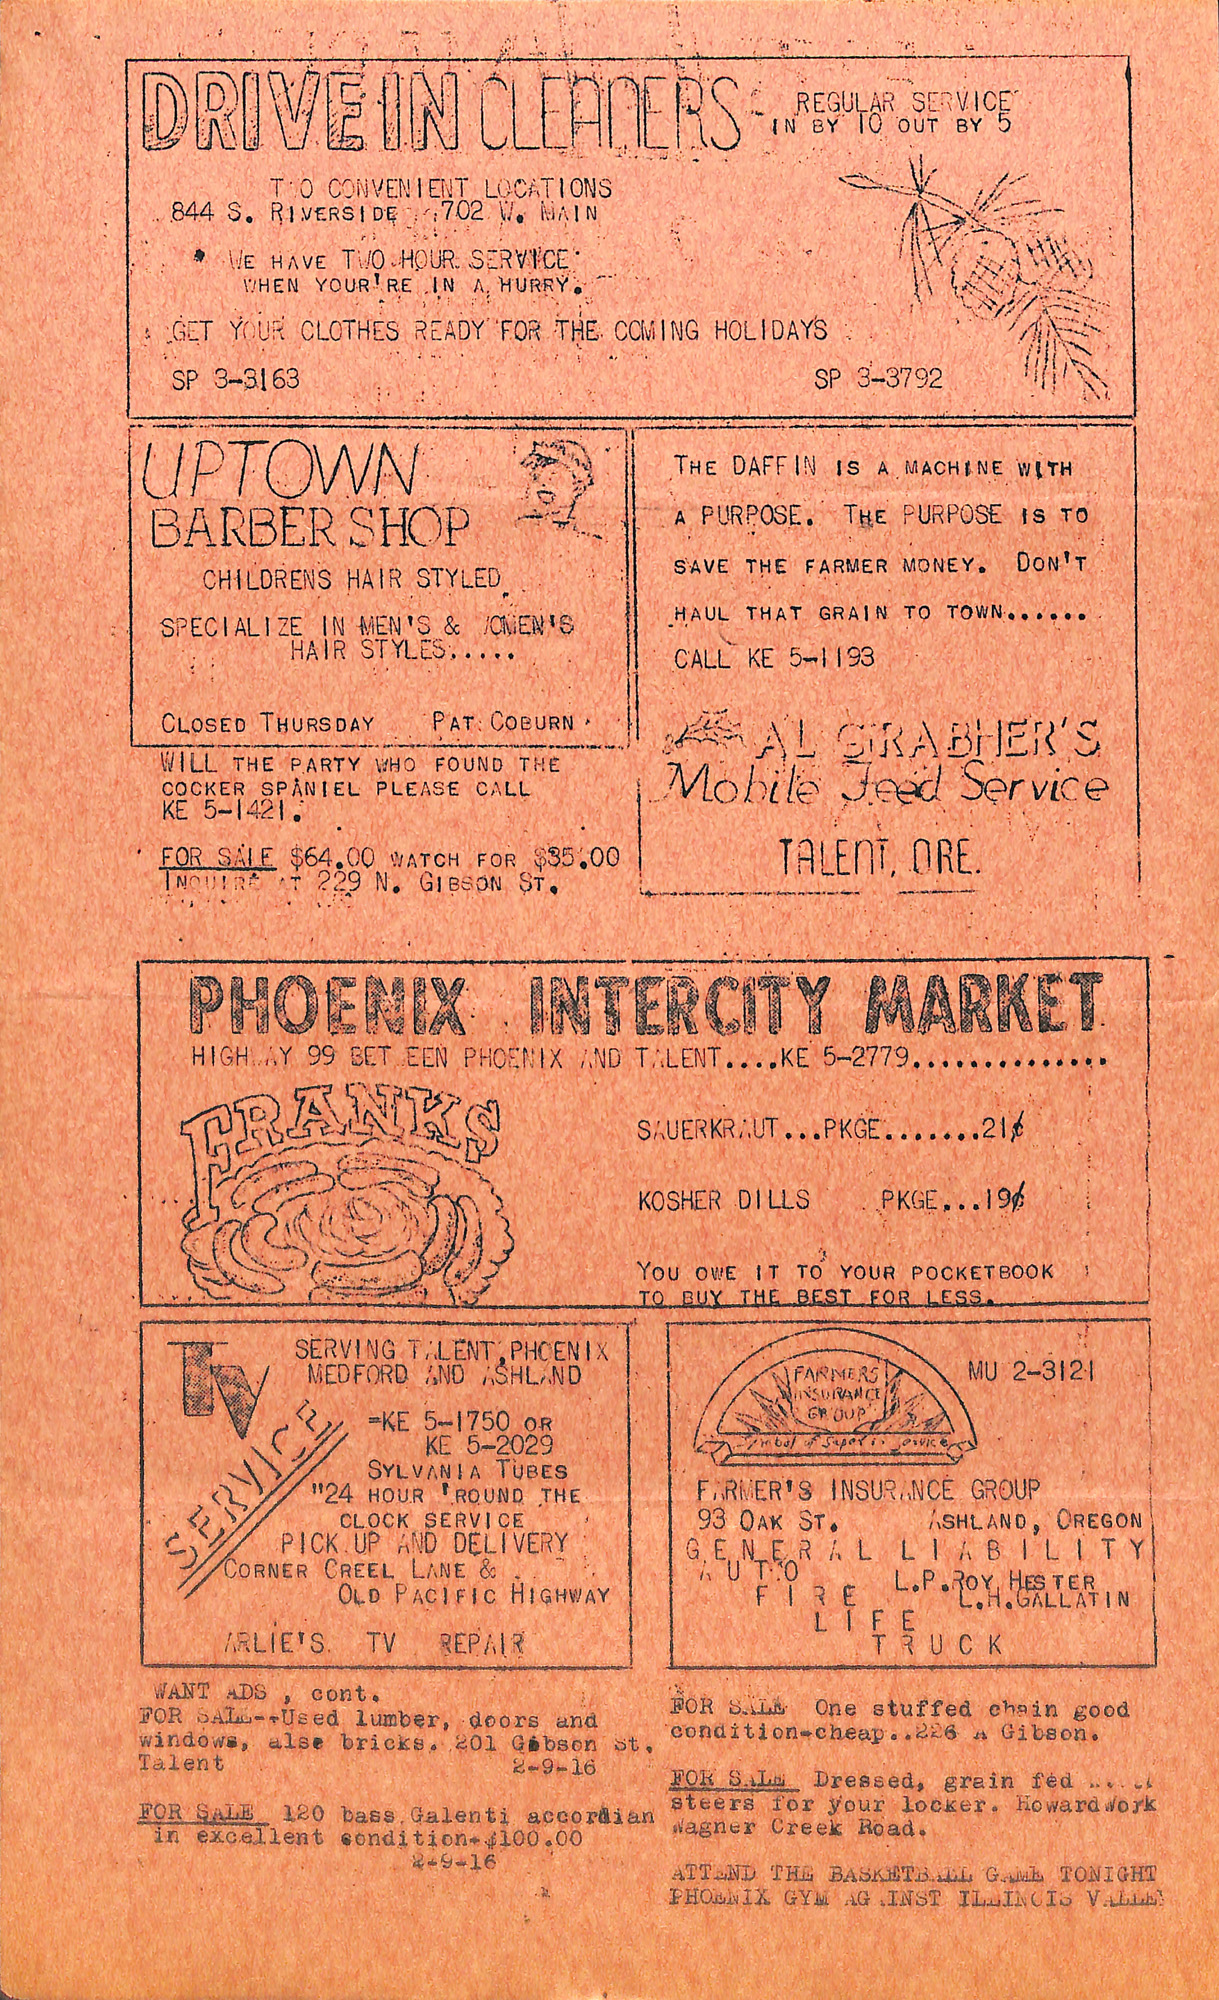 DRIVE IN CLEANERS - REGULAR SERVICE
IN BY 10 OUT BY 5
TWO CONVENIENT LOCATIONS
844 S. RIVERSIDE 702 W. MAIN
WE HAVE TWO HOUR SERVICE
WHEN YOUR'RE IN A HURRY.
GET YOUR CLOTHES READY FOR THE COMING HOLIDAYS
SP 3-3163 SP 3-3792
UPTOWN
BARBER SHOP
CHILDRENS HAIR STYLED
SPECIALIZE IN MEN'S & WOMEN'S
HAIR STYLES.....
CLOSED THURSDAY PAT COBURN
WILL THE PARTY WHO FOUND THE
COCKER SPANIEL PLEASE CALL
KE 5-1421.
FOR SALE $64.00 WATCH FOR $35.00
INQUIRE AT 229 N. GIBSON ST.
THE DAFFIN IS A MACHINE WITH
A PURPOSE. THE PURPOSE IS TO
SAVE THE FARMER MONEY. DON'T
HAUL THAT GRAIN TO TOWN......
CALL KE 5-1193
AL GRABHER'S
Mobile Feed Service
TALENT, ORE.
PHOENIX INTERCITY MARKET
HIGHWAY 99 BETWEEN PHOENIX AND TALENT....KE 5-2779..............
FRANKS
SAUERKRAUT...PKGE.......21¢
KOSHER DILLS PKGE...19¢
YOU OWE IT TO YOUR POCKETBOOK
TO BUY THE BEST FOR LESS.
TV
SERVICE
SERVING TALENT, PHOENIX
MEDFORD AND ASHLAND
=KE 5-1750 OR
KE 5-2029
SYLVANIA TUBES
"24 HOUR 'ROUND THE
CLOCK SERVICE
PICK UP AND DELIVERY
CORNER CREEL LANE &
OLD PACIFIC HIGHWAY
ARLIE'S TV REPAIR
FARMERS
INSURANCE
GROUP
Symbol of Superior Service
MU 2-3121
FARMER'S INSURANCE GROUP
93 OAK ST. ASHLAND, OREGON
GENERAL LIABILITY
AUTO
FIRE
L.P.ROY HESTER
L.H.GALLATIN
LIFE
TRUCK
WANT ADS , cont.
FOR SALE--Used lumber, doors and
windows, alse bricks. 201 Gibson St.
Talent 2-9-16
FOR SALE 120 bass Galenti accordian
in excellent condition-$100.00
2-9-16
FOR SALE One stuffed chain good
condition-cheap..226 A Gibson.
FOR SALE Dressed, grain fed
steers for your locker. Howard Work
Wagner Creek Road.
ATTEND THE BASKETBALL GAME TONIGHT
PHOENIX GYM AGAINST ILLINOIS VALLEY